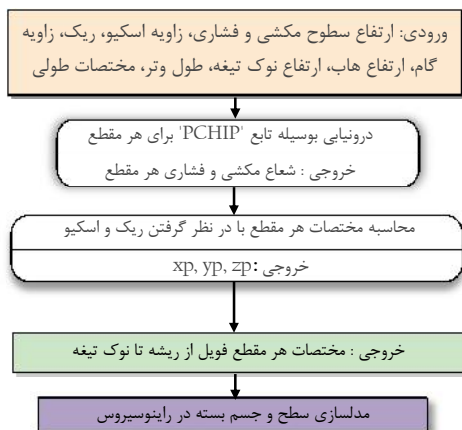 ورودی: ارتفاع سطوح مکشی و فشاری، زاویه اسکیو، ریک، زاویه
گام، ارتفاع هاب، ارتفاع نوک تیغه، طول وتر، مختصات طولی
درونیابی بوسیله تابع 'PCHIP' برای هر مقطع
خروجی : شعاع مکشی و فشاری هر مقطع
محاسبه مختصات هر مقطع با در نظر گرفتن ریک و اسکیو
خروجی: xp, yp, zp
خروجی : مختصات هر مقطع فویل از ریشه تا نوک تیغه
مدلسازی سطح و جسم بسته در راینوسیروس